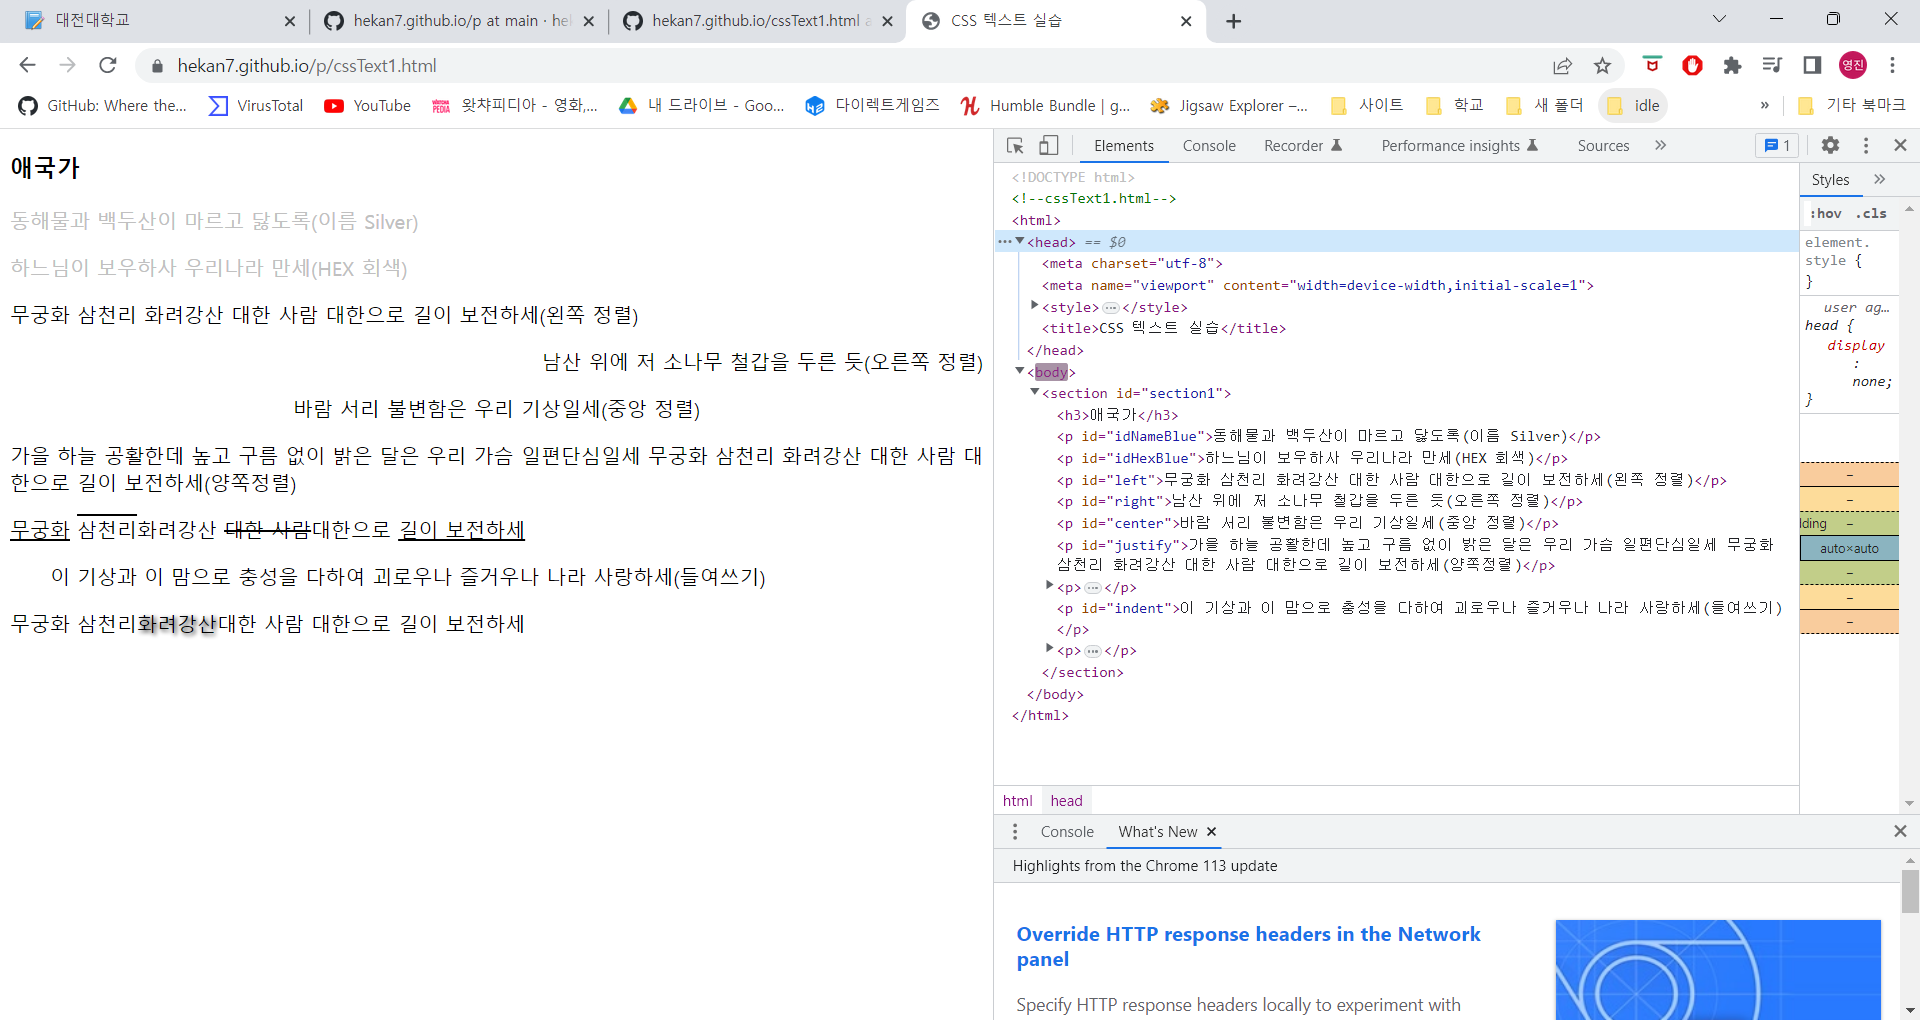 대전대학교
hekan7.github.io/p at main · hek
hekan7.github.io/cssText1.html a
CSS 텍스트 실습
hekan7.github.io/p/cssText1.html
영진
GitHub: Where the...
VirusTotal
YouTube
WATCHA PEDIA
왓챠피디아 - 영화,...
내 드라이브 - Goo...
다이렉트게임즈
Humble Bundle | g...
Jigsaw Explorer –...
사이트
학교
새 폴더
idle
»
기타 북마크
애국가
동해물과 백두산이 마르고 닳도록(이름 Silver)
하느님이 보우하사 우리나라 만세(HEX 회색)
무궁화 삼천리 화려강산 대한 사람 대한으로 길이 보전하세(왼쪽 정렬)
남산 위에 저 소나무 철갑을 두른 듯(오른쪽 정렬)
바람 서리 불변함은 우리 기상일세(중앙 정렬)
가을 하늘 공활한데 높고 구름 없이 밝은 달은 우리 가슴 일편단심일세 무궁화 삼천리 화려강산 대한 사람 대
한으로 길이 보전하세(양쪽정렬)
무궁화 삼천리화려강산 대한 사람대한으로 길이 보전하세
이 기상과 이 맘으로 충성을 다하여 괴로우나 즐거우나 나라 사랑하세(들여쓰기)
무궁화 삼천리화려강산대한 사람 대한으로 길이 보전하세
Elements
Console
Recorder
Performance insights
Sources
»
1
<!DOCTYPE html>
<!--cssText1.html-->
<html>
<head> == $0
<meta charset="utf-8">
<meta name="viewport" content="width=device-width,initial-scale=1">
<style>…</style>
<title>CSS 텍스트 실습</title>
</head>
<body>
<section id="section1">
<h3>애국가</h3>
<p id="idNameBlue">동해물과 백두산이 마르고 닳도록(이름 Silver)</p>
<p id="idHexBlue">하느님이 보우하사 우리나라 만세(HEX 회색)</p>
<p id="left">무궁화 삼천리 화려강산 대한 사람 대한으로 길이 보전하세(왼쪽 정렬)</p>
<p id="right">남산 위에 저 소나무 철갑을 두른 듯(오른쪽 정렬)</p>
<p id="center">바람 서리 불변함은 우리 기상일세(중앙 정렬)</p>
<p id="justify">가을 하늘 공활한데 높고 구름 없이 밝은 달은 우리 가슴 일편단심일세 무궁화
삼천리 화려강산 대한 사람 대한으로 길이 보전하세(양쪽정렬)</p>
<p>…</p>
<p id="indent">이 기상과 이 맘으로 충성을 다하여 괴로우나 즐거우나 나라 사랑하세(들여쓰기)
</p>
<p>…</p>
</section>
</body>
</html>
html
head
Styles
»
:hov
.cls
element.
style {
}
user ag…
head {
display
:
none;
}
–
–
lding –
auto×auto
–
–
–
Console
What's New
Highlights from the Chrome 113 update
Override HTTP response headers in the Network
panel
Specify HTTP response headers locally to experiment with